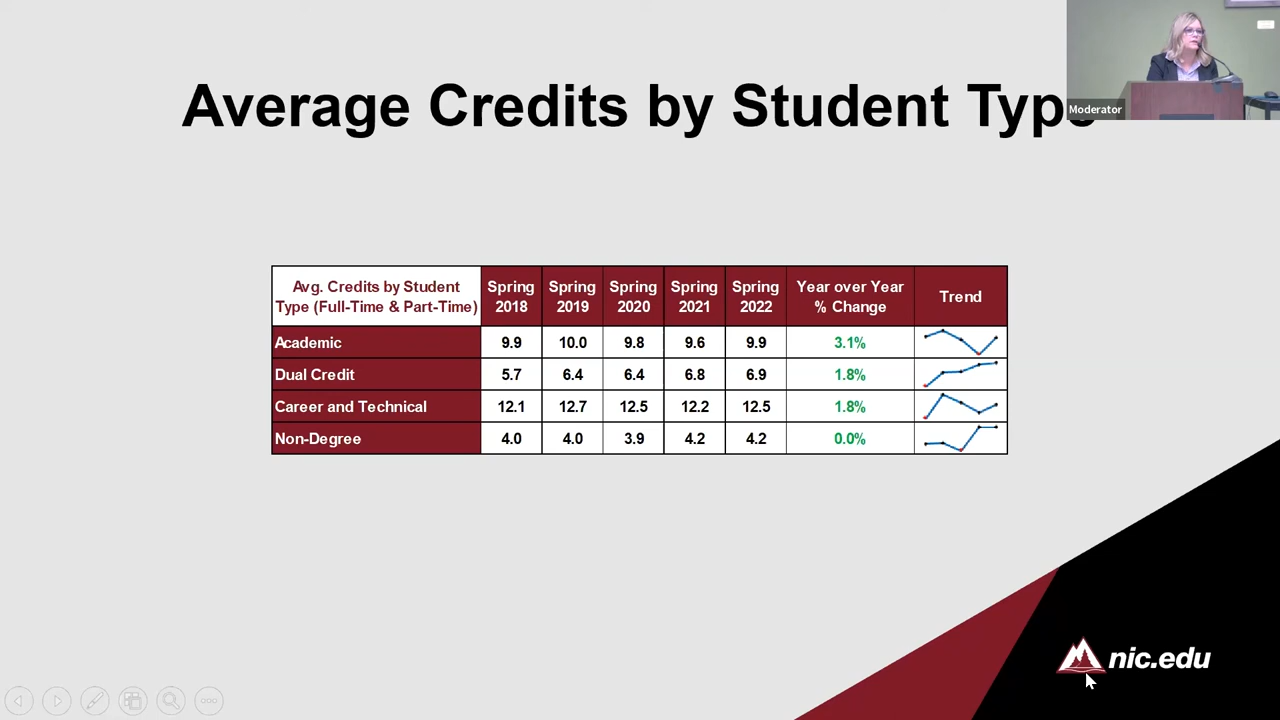 Average Credits by Student Type
Moderator
Avg. Credits by Student Type (Full-Time & Part-Time) Spring 2018 Spring 2019 Spring 2020 Spring 2021 Spring 2022 Year over Year % Change Trend
Academic 9.9 10.0 9.8 9.6 9.9 3.1%
Dual Credit 5.7 6.4 6.4 6.8 6.9 1.8%
Career and Technical 12.1 12.7 12.5 12.2 12.5 1.8%
Non-Degree 4.0 4.0 3.9 4.2 4.2 0.0%
nic.edu